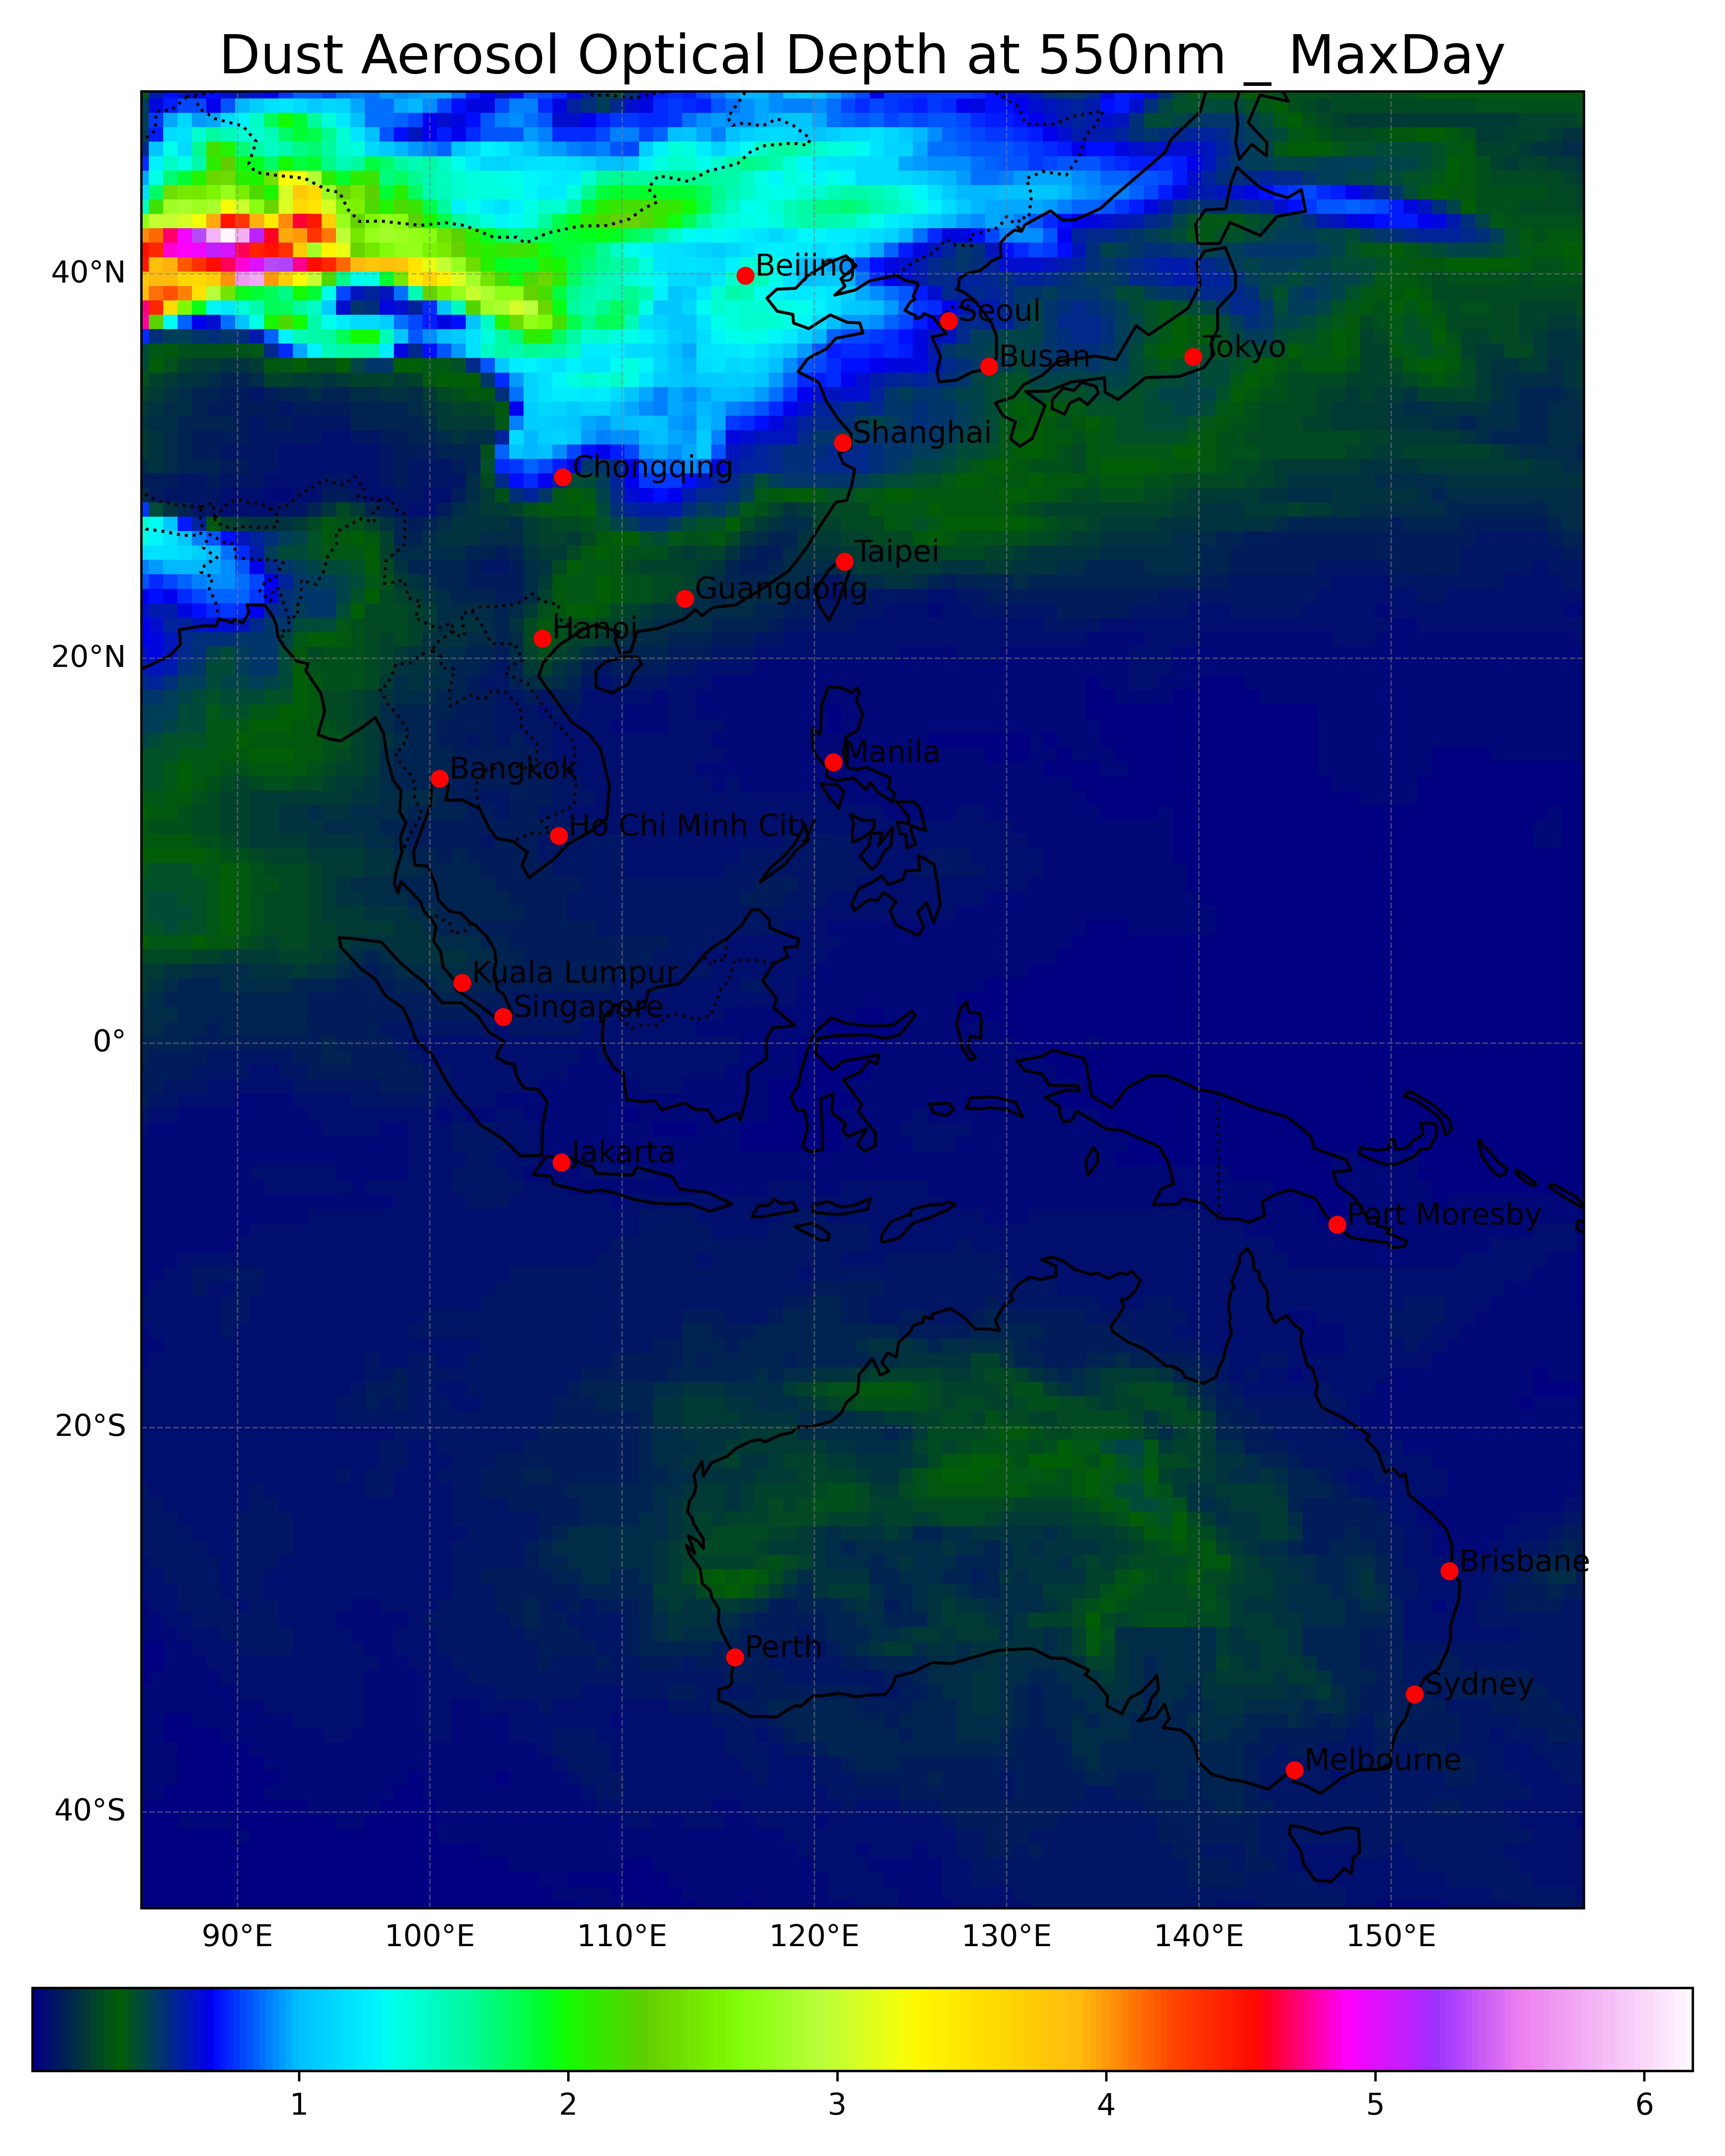 Dust Aerosol Optical Depth at 550nm _ MaxDay
40°N
20°N
0°
20°S
40°S
Beijing
Seoul
Busan
Tokyo
Shanghai
Chongqing
Taipei
Guangdong
Hanoi
Manila
Bangkok
Ho Chi Minh City
Kuala Lumpur
Singapore
Jakarta
Port Moresby
Brisbane
Perth
Sydney
Melbourne
90°E 100°E 110°E 120°E 130°E 140°E 150°E
1 2 3 4 5 6